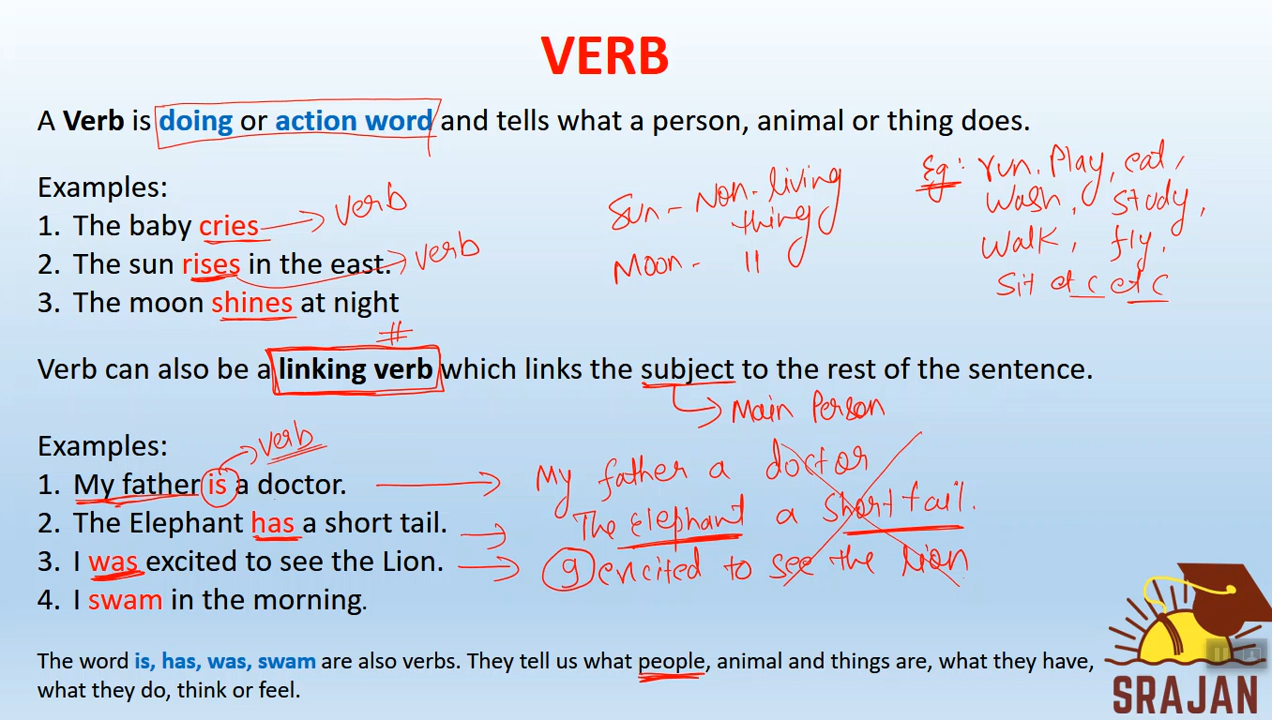 VERB
A Verb is doing or action word and tells what a person, animal or thing does.
Examples:
1. The baby cries
verb
2. The sun rises in the east.
verb
3. The moon shines at night
Sun - Non-living
thing
Moon - 11
Eg: run. Play, eat,
Wash, Study,
Walk, fly,
Sit etc etc
#
Verb can also be a linking verb which links the subject to the rest of the sentence.
Main Person
Examples:
verb
1. My father is a doctor.
My father a doctor
2. The Elephant has a short tail.
The Elephant a short tail.
3. I was excited to see the Lion.
excited to see the lion
4. I swam in the morning.
The word is, has, was, swam are also verbs. They tell us what people, animal and things are, what they have,
what they do, think or feel.
SRAJAN